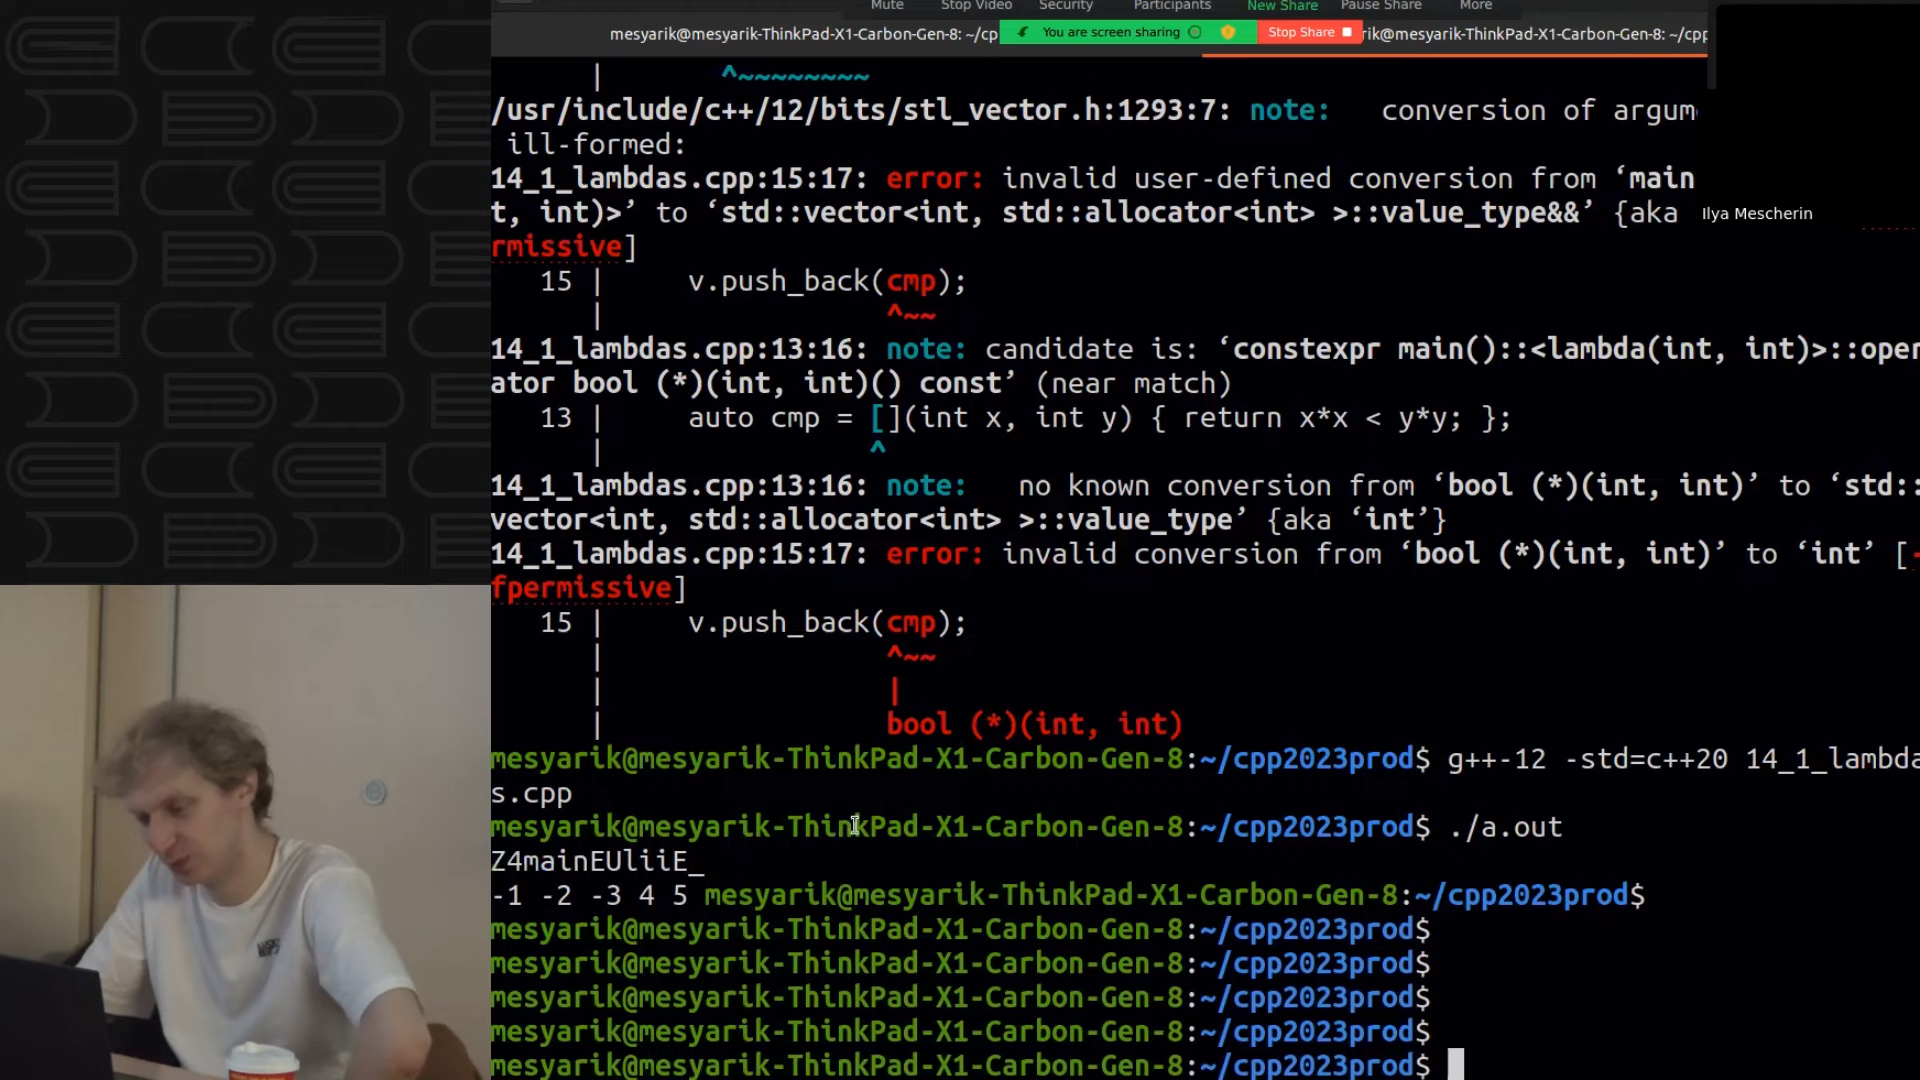 Mute Stop Video Security Participants New Share Pause Share More
mesyarik@mesyarik-ThinkPad-X1-Carbon-Gen-8: ~/cp You are screen sharing Stop Share rik@mesyarik-ThinkPad-X1-Carbon-Gen-8: ~/cpp
| ^~~~~~~~~
/usr/include/c++/12/bits/stl_vector.h:1293:7: note:   conversion of argum
 ill-formed:
14_1_lambdas.cpp:15:17: error: invalid user-defined conversion from ‘main
t, int)>’ to ‘std::vector<int, std::allocator<int> >::value_type&&’ {aka
Ilya Mescherin
rmissive]
   15 |     v.push_back(cmp);
      |                 ^~~
14_1_lambdas.cpp:13:16: note: candidate is: ‘constexpr main()::<lambda(int, int)>::oper
ator bool (*)(int, int)() const’ (near match)
   13 |     auto cmp = [](int x, int y) { return x*x < y*y; };
      |                ^
14_1_lambdas.cpp:13:16: note:   no known conversion from ‘bool (*)(int, int)’ to ‘std::
vector<int, std::allocator<int> >::value_type’ {aka ‘int’}
14_1_lambdas.cpp:15:17: error: invalid conversion from ‘bool (*)(int, int)’ to ‘int’ [-
fpermissive]
   15 |     v.push_back(cmp);
      |                 ^~~
      |                 |
      |                 bool (*)(int, int)
mesyarik@mesyarik-ThinkPad-X1-Carbon-Gen-8:~/cpp2023prod$ g++-12 -std=c++20 14_1_lambda
s.cpp
mesyarik@mesyarik-ThinkPad-X1-Carbon-Gen-8:~/cpp2023prod$ ./a.out
Z4mainEUliiE_
-1 -2 -3 4 5 mesyarik@mesyarik-ThinkPad-X1-Carbon-Gen-8:~/cpp2023prod$
mesyarik@mesyarik-ThinkPad-X1-Carbon-Gen-8:~/cpp2023prod$
mesyarik@mesyarik-ThinkPad-X1-Carbon-Gen-8:~/cpp2023prod$
mesyarik@mesyarik-ThinkPad-X1-Carbon-Gen-8:~/cpp2023prod$
mesyarik@mesyarik-ThinkPad-X1-Carbon-Gen-8:~/cpp2023prod$
mesyarik@mesyarik-ThinkPad-X1-Carbon-Gen-8:~/cpp2023prod$